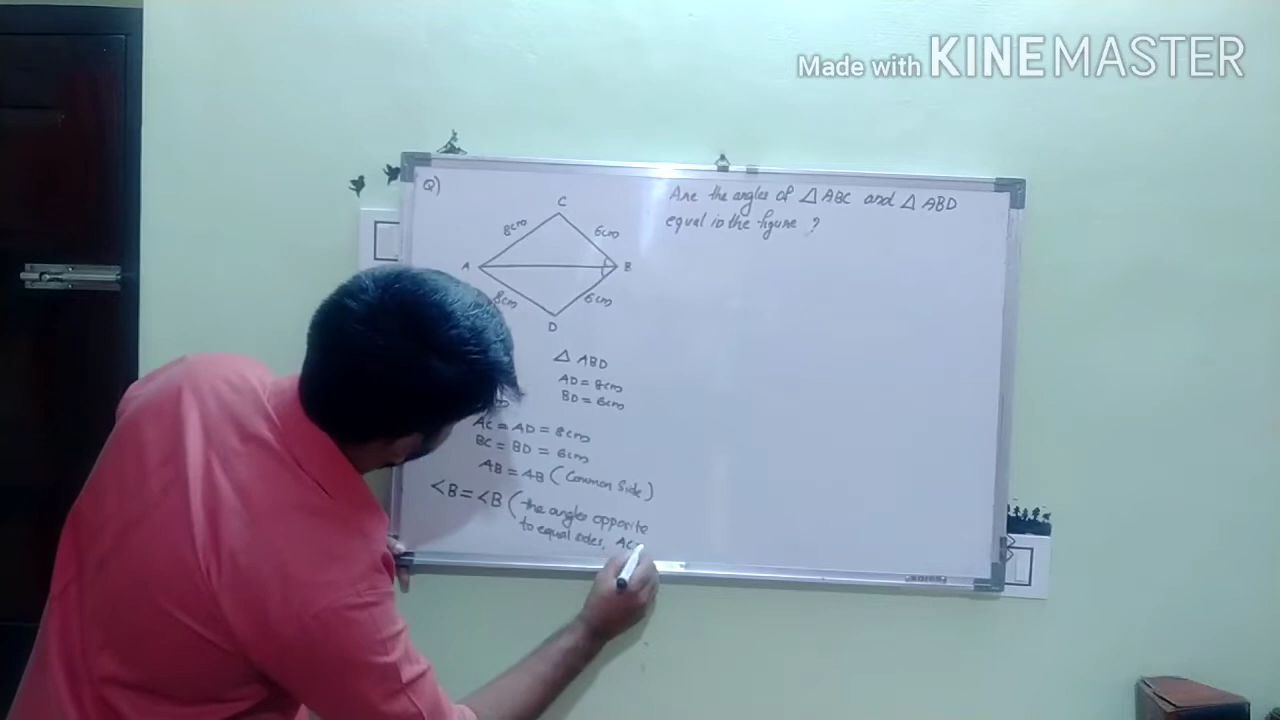 Made with KINEMASTER
Q)
Are the angles of △ ABC and △ ABD
equal in the figure ?
C
8cm
6cm
A
B
8cm
6cm
D
△ ABD
AD = 8cm
BD = 6cm
AC = AD = 8cm
BC = BD = 6cm
AB = AB (Common Side)
<B = <B (the angles opposite
to equal sides, AC